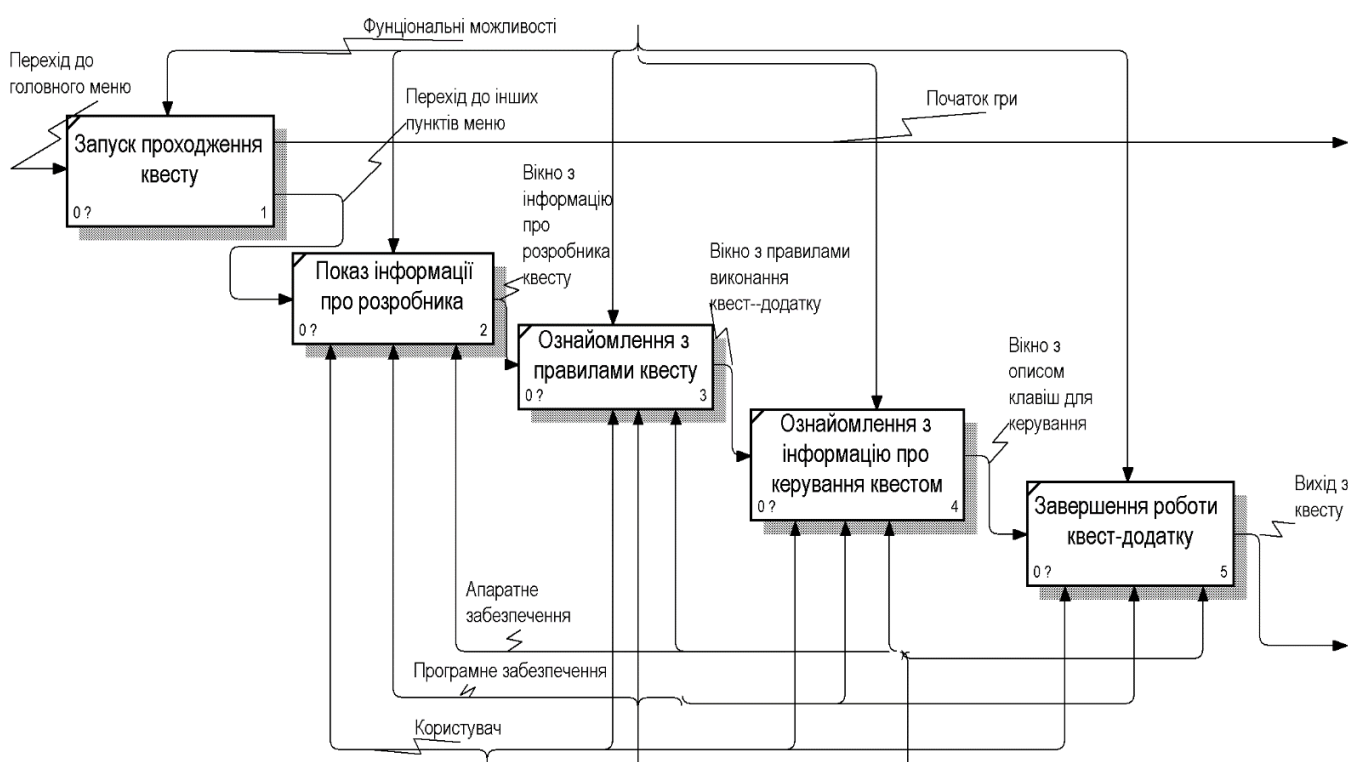 Фунціональні можливості
Перехід до
головного меню
Перехід до інших
пунктів меню
Початок гри
Запуск проходження
квесту
0 ?
1
Вікно з
інформацію
про
розробника
квесту
Показ інформації
про розробника
0 ?
2
Вікно з правилами
виконання
квест--додатку
Ознайомлення з
правилами квесту
0 ?
3
Вікно з
описом
клавіш для
керування
Ознайомлення з
інформацію про
керування квестом
0 ?
4
Завершення роботи
квест-додатку
0 ?
5
Вихід з
квесту
Апаратне
забезпечення
Програмне забезпечення
Користувач